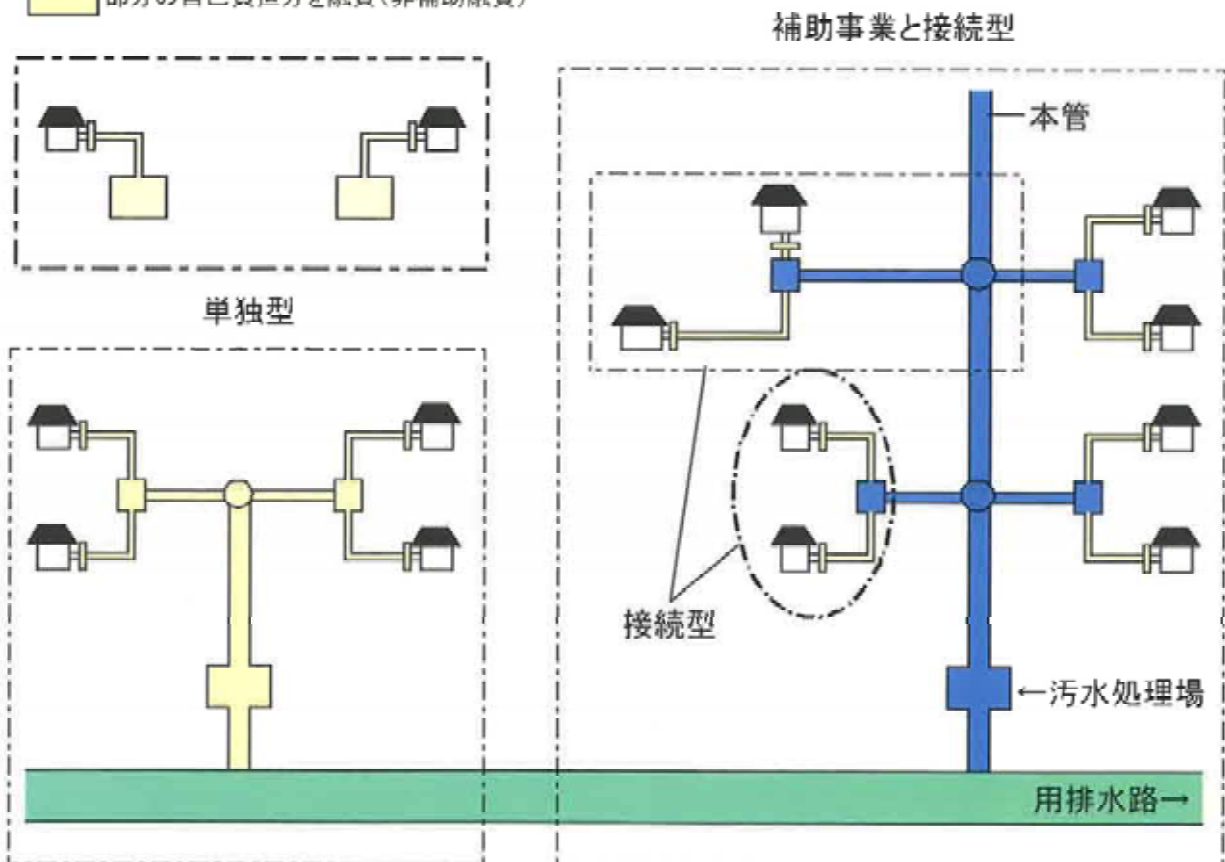 部分の自己負担分を融資(非補助融資)
補助事業と接続型
本管
単独型
接続型
←汚水処理場
用排水路→